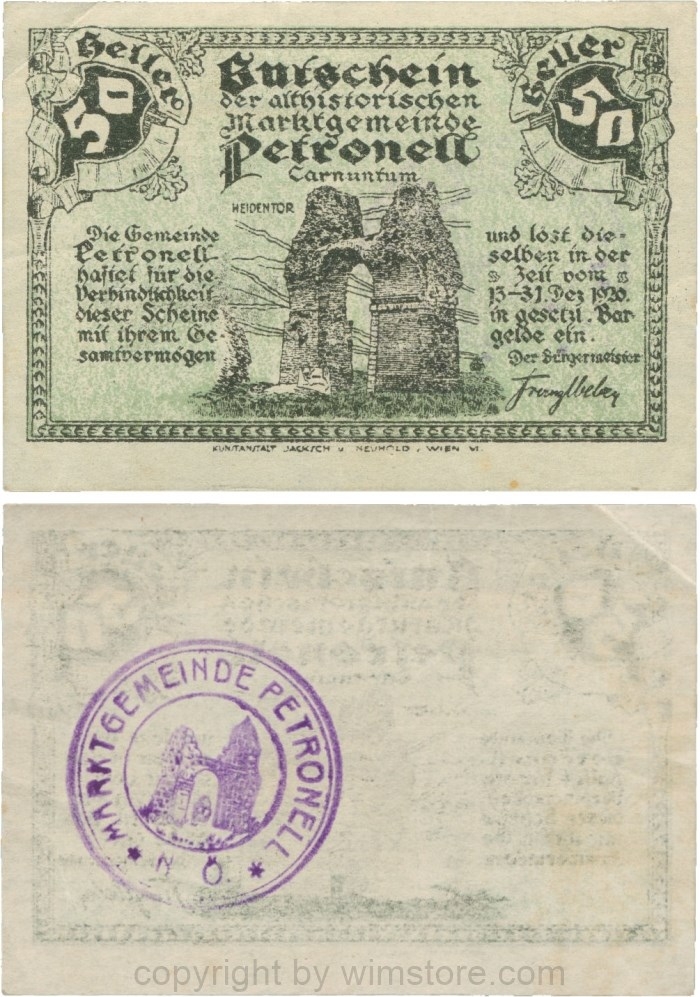 Heller
50
Heller
50
Gutschein
der althistorischen
Marktgemeinde
Petronell
Carnuntum
HEIDENTOR
Die Gemeinde
Petronell
haftet für die
Verbindlichkeit
dieser Scheine
mit ihrem Ge-
samtvermögen
und löst die-
selben in der
Zeit vom
15-31. Dez 1920.
in gesetzl. Bar
gelde ein.
Der Bürgermeister
KUNSTANSTALT JACKSCH u. NEUHOLD, WIEN VI.
MARKTGEMEINDE PETRONELL
* N. Ö. *
copyright by wimstore.com